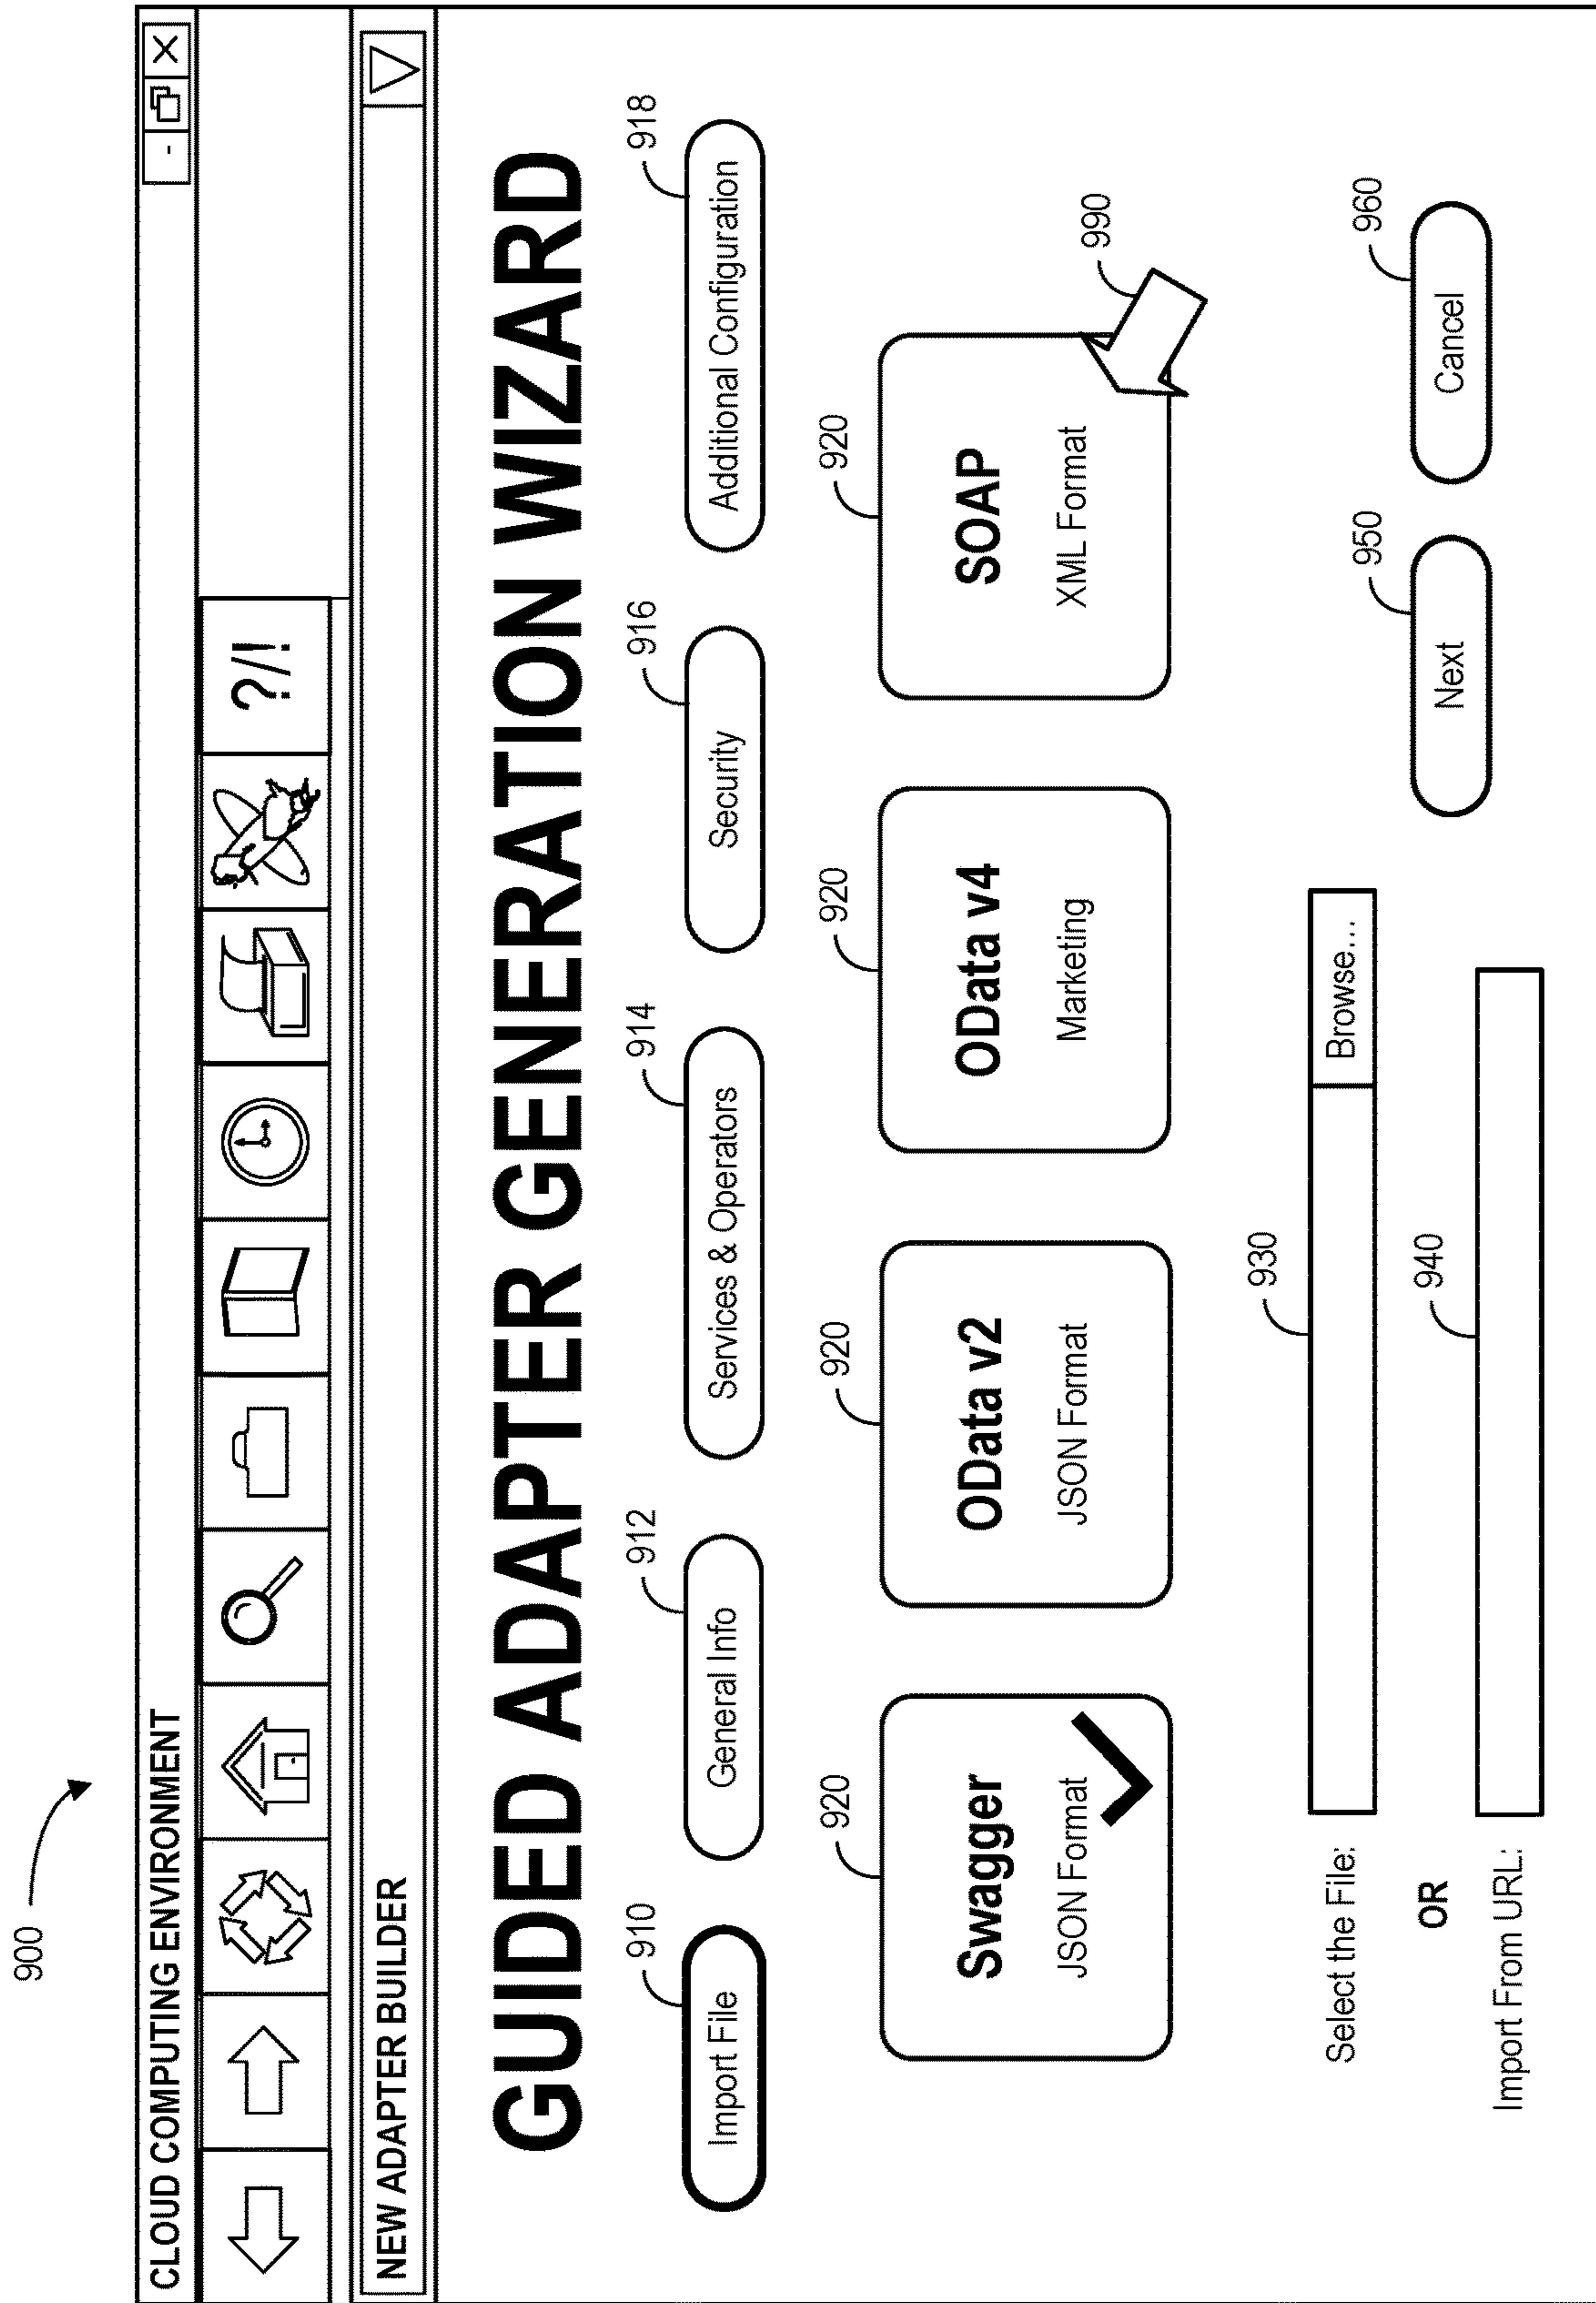 900
CLOUD COMPUTING ENVIRONMENT
- X
?/!
NEW ADAPTER BUILDER
GUIDED ADAPTER GENERATION WIZARD
910 912 914 916 918
Import File General Info Services & Operators Security Additional Configuration
920 920 920 920
Swagger OData v2 OData v4 SOAP
JSON Format JSON Format Marketing XML Format
990
930
Select the File: Browse...
OR
940
Import From URL:
950 960
Next Cancel